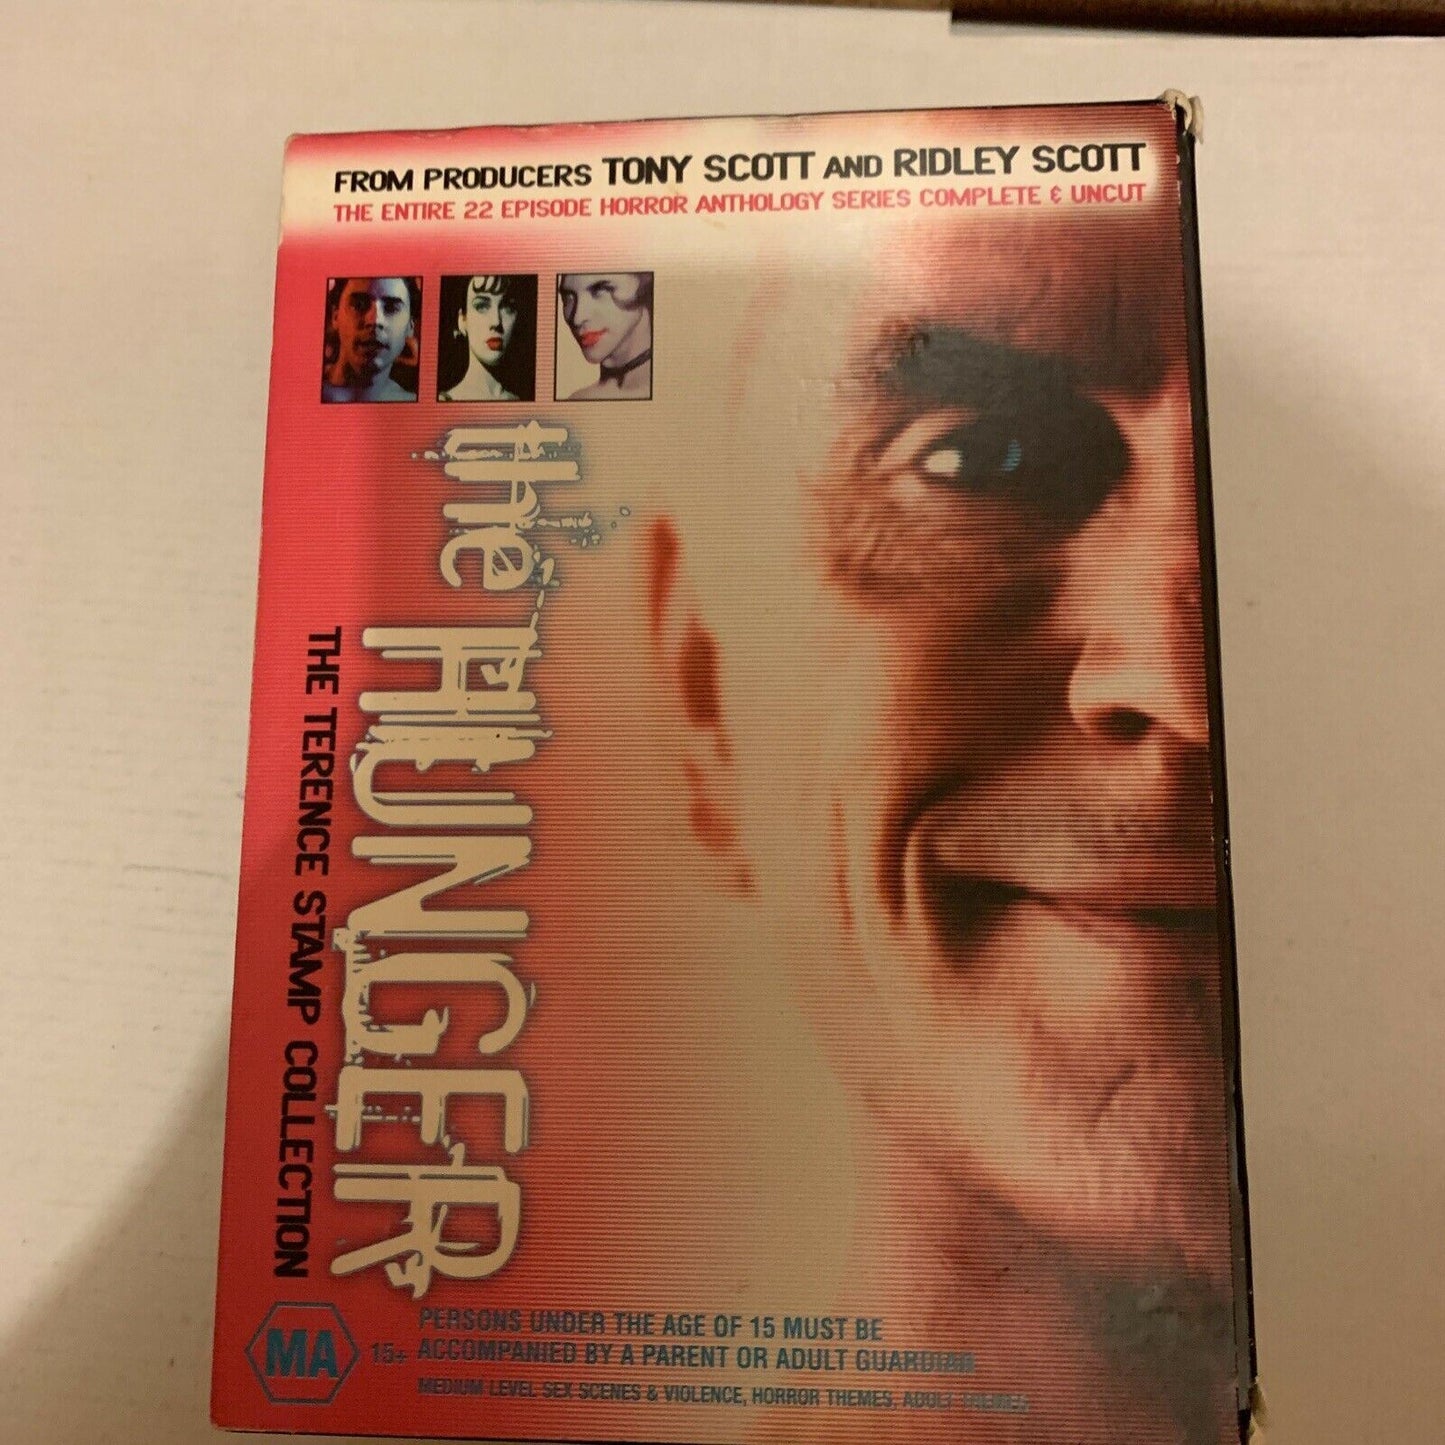 FROM PRODUCERS TONY SCOTT AND RIDLEY SCOTT
THE ENTIRE 22 EPISODE HORROR ANTHOLOGY SERIES COMPLETE & UNCUT
the HUNGER
THE TERENCE STAMP COLLECTION
MA
15+
PERSONS UNDER THE AGE OF 15 MUST BE
ACCOMPANIED BY A PARENT OR ADULT GUARDIAN
MEDIUM LEVEL SEX SCENES & VIOLENCE, HORROR THEMES, ADULT THEMES